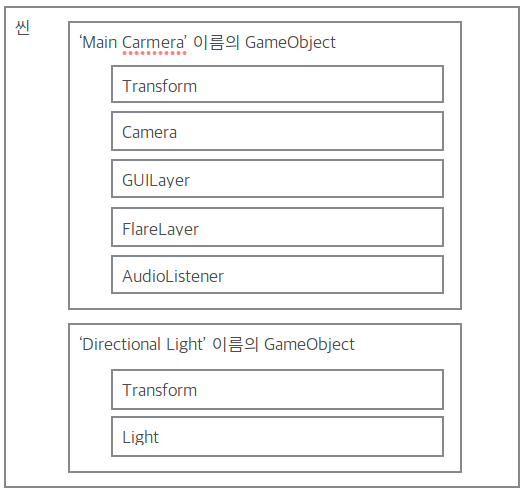 씬
‘Main Carmera’ 이름의 GameObject
Transform
Camera
GUILayer
FlareLayer
AudioListener
‘Directional Light’ 이름의 GameObject
Transform
Light